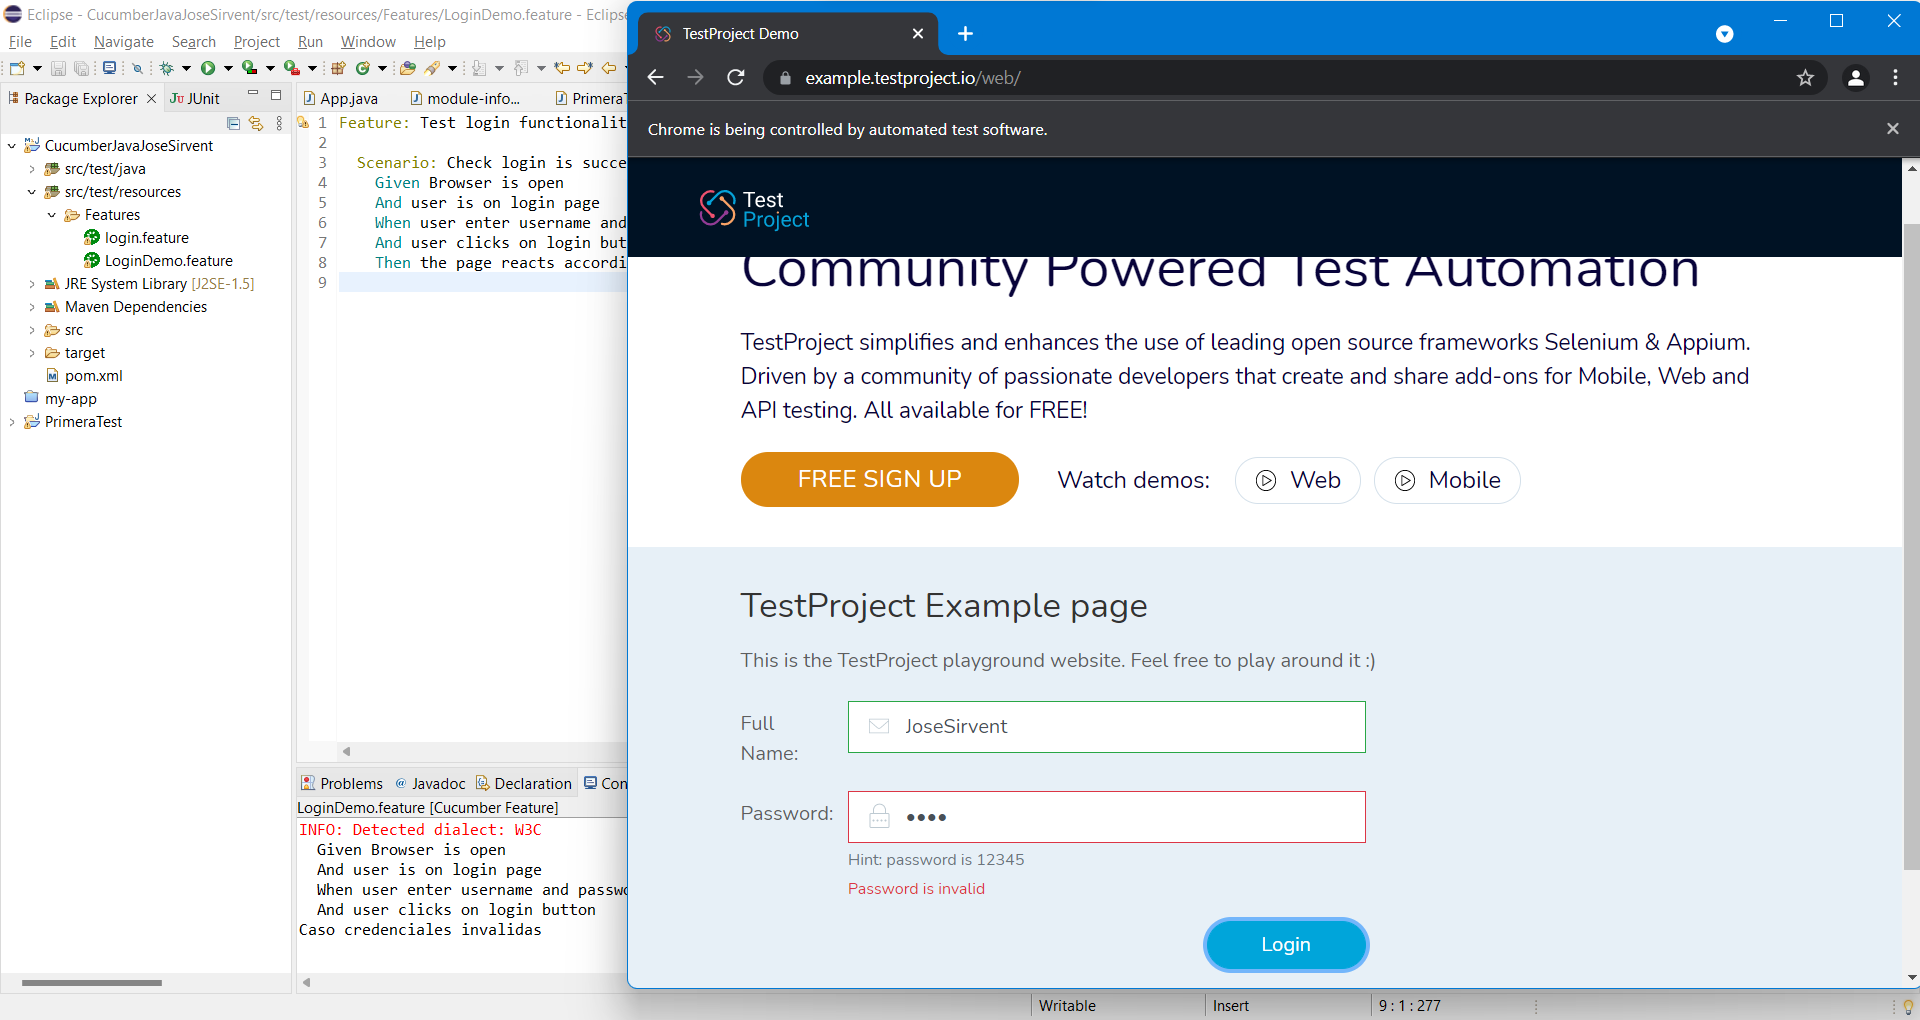 Eclipse - CucumberJavaJoseSirvent/src/test/resources/Features/LoginDemo.feature - Eclipse
File Edit Navigate Search Project Run Window Help
Package Explorer
JUnit
CucumberJavaJoseSirvent
src/test/java
src/test/resources
Features
login.feature
LoginDemo.feature
JRE System Library [J2SE-1.5]
Maven Dependencies
src
target
pom.xml
my-app
PrimeraTest
App.java
module-info...
PrimeraT
1 Feature: Test login functionalit
2
3 Scenario: Check login is succe
4 Given Browser is open
5 And user is on login page
6 When user enter username and
7 And user clicks on login but
8 Then the page reacts accordi
9
Problems
@ Javadoc
Declaration
Con
LoginDemo.feature [Cucumber Feature]
INFO: Detected dialect: W3C
Given Browser is open
And user is on login page
When user enter username and passwo
And user clicks on login button
Caso credenciales invalidas
TestProject Demo
example.testproject.io/web/
Chrome is being controlled by automated test software.
Test
Project
Community Powered Test Automation
TestProject simplifies and enhances the use of leading open source frameworks Selenium & Appium.
Driven by a community of passionate developers that create and share add-ons for Mobile, Web and
API testing. All available for FREE!
FREE SIGN UP
Watch demos:
Web
Mobile
TestProject Example page
This is the TestProject playground website. Feel free to play around it :)
Full
Name:
JoseSirvent
Password:
••••
Hint: password is 12345
Password is invalid
Login
Writable
Insert
9 : 1 : 277